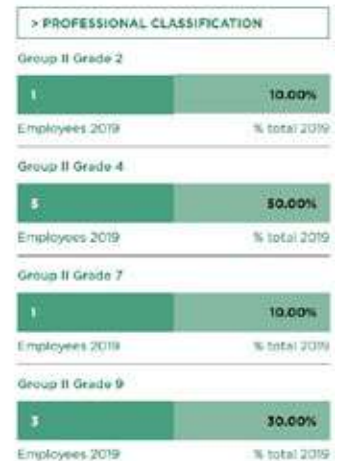 > PROFESSIONAL CLASSIFICATION
Group II Grade 2
1 10.00%
Employees 2019 % total 2019
Group II Grade 4
5 50.00%
Employees 2019 % total 2019
Group II Grade 7
1 10.00%
Employees 2019 % total 2019
Group II Grade 9
3 30.00%
Employees 2019 % total 2019